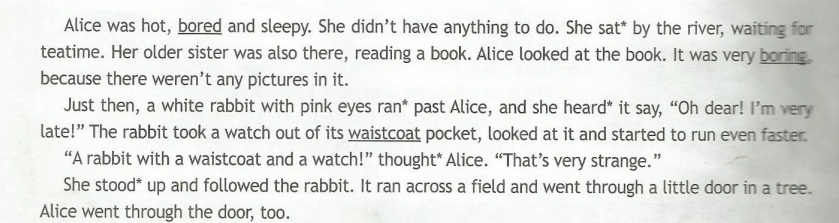 Alice was hot, bored and sleepy. She didn't have anything to do. She sat* by the river, waiting for
teatime. Her older sister was also there, reading a book. Alice looked at the book. It was very boring,
because there weren't any pictures in it.
Just then, a white rabbit with pink eyes ran* past Alice, and she heard* it say, “Oh dear! I'm very
late!” The rabbit took a watch out of its waistcoat pocket, looked at it and started to run even faster.
“A rabbit with a waistcoat and a watch!” thought* Alice. “That's very strange.”
She stood* up and followed the rabbit. It ran across a field and went through a little door in a tree.
Alice went through the door, too.